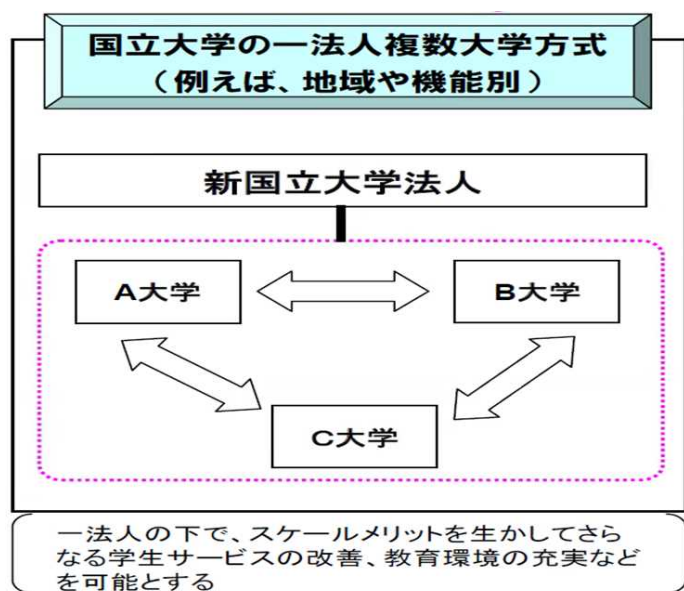 国立大学の一法人複数大学方式
（例えば、地域や機能別）
新国立大学法人
A大学
B大学
C大学
一法人の下で、スケールメリットを生かしてさら
なる学生サービスの改善、教育環境の充実など
を可能とする